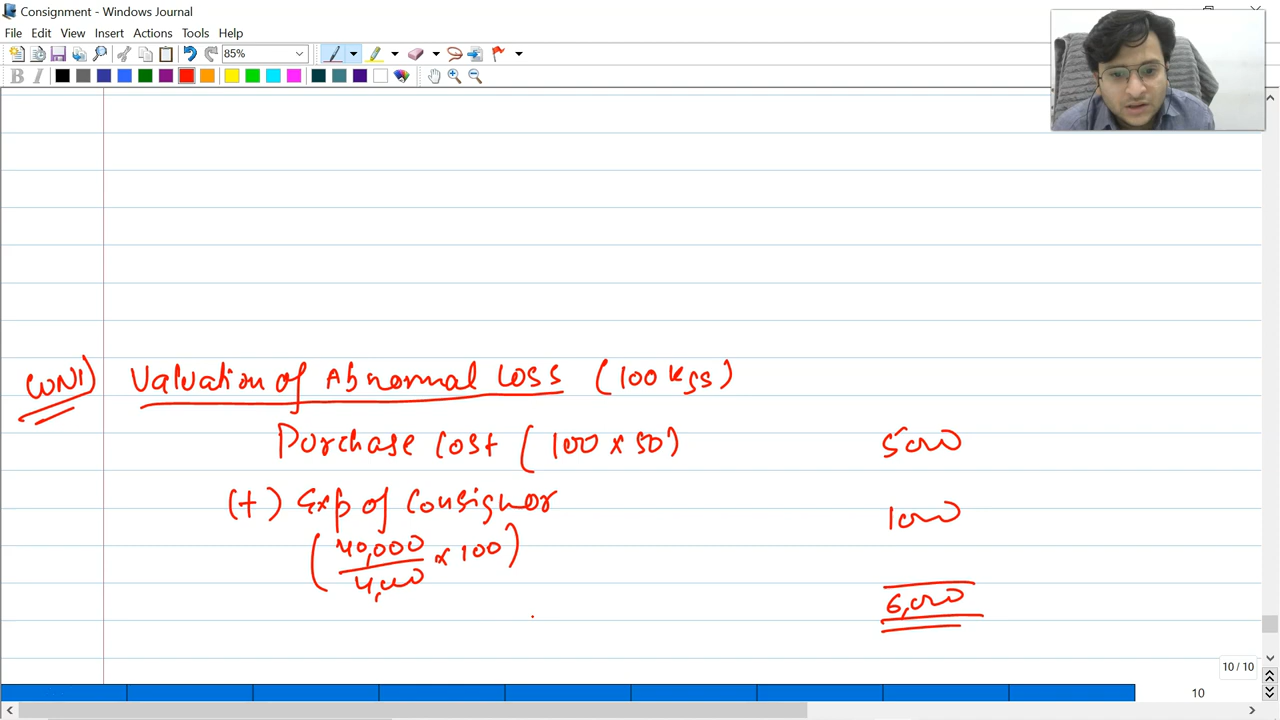 Consignment - Windows Journal
File Edit View Insert Actions Tools Help
85%
B I
WN1) Valuation of Abnormal Loss (100 Kgs)
Purchase Cost (100 x 50) 5000
(+) Exp of Consignor 1000
(40,000/4,000 x 100)
6,000
10 / 10
10